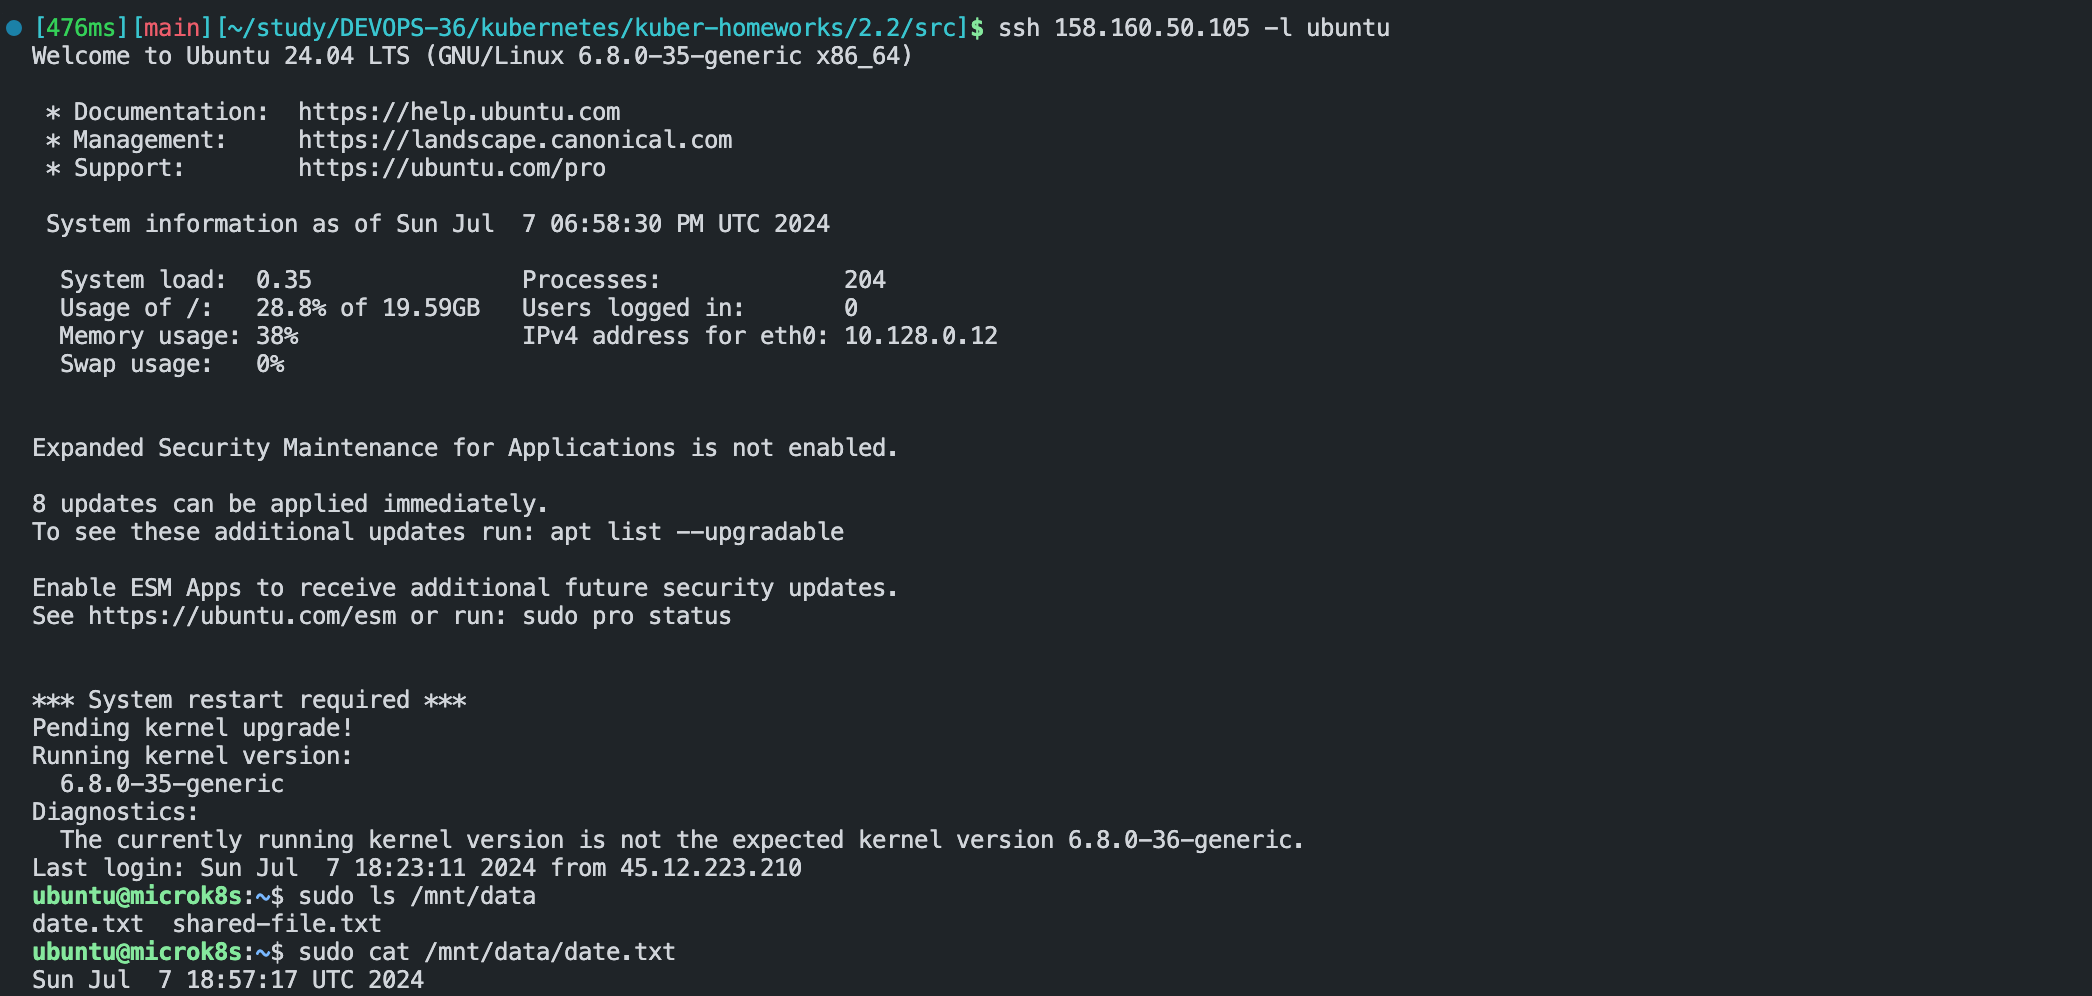 [476ms][main][~/study/DEVOPS-36/kubernetes/kuber-homeworks/2.2/src]$ ssh 158.160.50.105 -l ubuntu
Welcome to Ubuntu 24.04 LTS (GNU/Linux 6.8.0-35-generic x86_64)

 * Documentation:  https://help.ubuntu.com
 * Management:     https://landscape.canonical.com
 * Support:        https://ubuntu.com/pro

 System information as of Sun Jul  7 06:58:30 PM UTC 2024

  System load:  0.35               Processes:             204
  Usage of /:   28.8% of 19.59GB   Users logged in:       0
  Memory usage: 38%                IPv4 address for eth0: 10.128.0.12
  Swap usage:   0%

Expanded Security Maintenance for Applications is not enabled.

8 updates can be applied immediately.
To see these additional updates run: apt list --upgradable

Enable ESM Apps to receive additional future security updates.
See https://ubuntu.com/esm or run: sudo pro status

*** System restart required ***
Pending kernel upgrade!
Running kernel version:
  6.8.0-35-generic
Diagnostics:
  The currently running kernel version is not the expected kernel version 6.8.0-36-generic.
Last login: Sun Jul  7 18:23:11 2024 from 45.12.223.210
ubuntu@microk8s:~$ sudo ls /mnt/data
date.txt  shared-file.txt
ubuntu@microk8s:~$ sudo cat /mnt/data/date.txt
Sun Jul  7 18:57:17 UTC 2024